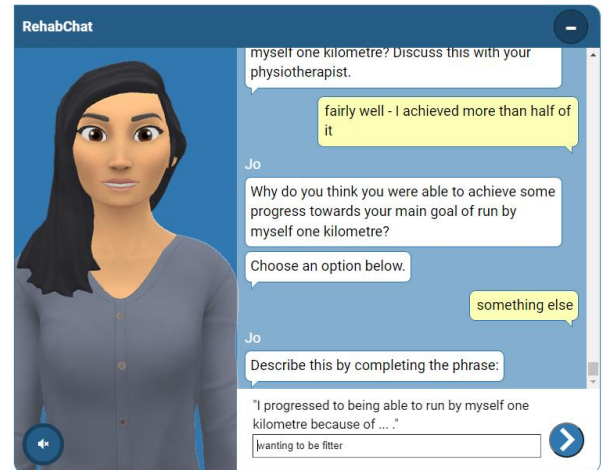 RehabChat
myself one kilometre? Discuss this with your
physiotherapist.
fairly well - I achieved more than half of
it
Jo
Why do you think you were able to achieve some
progress towards your main goal of run by
myself one kilometre?
Choose an option below.
something else
Jo
Describe this by completing the phrase:
"I progressed to being able to run by myself one
kilometre because of ... ."
wanting to be fitter